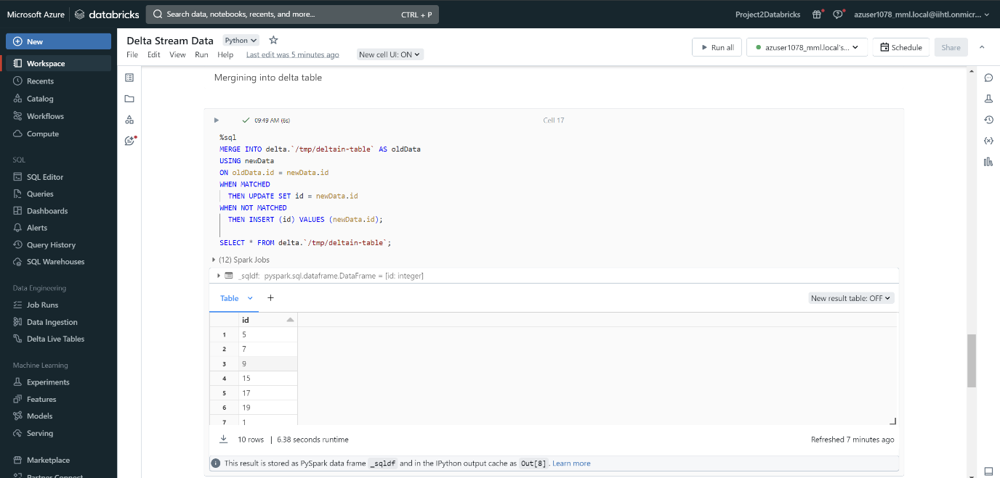 Microsoft Azure databricks Search data, notebooks, recents, and more... CTRL + P Project2Databricks azuser1078_mml.local@iihtl.onmicr...
New
Workspace
Recents
Catalog
Workflows
Compute
SQL
SQL Editor
Queries
Dashboards
Alerts
Query History
SQL Warehouses
Data Engineering
Job Runs
Data Ingestion
Delta Live Tables
Machine Learning
Experiments
Features
Models
Serving
Marketplace
Partner Connect
Delta Stream Data Python
File Edit View Run Help Last edit was 5 minutes ago New cell UI: ON
Run all azuser1078_mml.local's... Schedule Share
Mergining into delta table
09:49 AM (6s) Cell 17
%sql
MERGE INTO delta.`/tmp/deltain-table` AS oldData
USING newData
ON oldData.id = newData.id
WHEN MATCHED
THEN UPDATE SET id = newData.id
WHEN NOT MATCHED
THEN INSERT (id) VALUES (newData.id);
SELECT * FROM delta.`/tmp/deltain-table`;
(12) Spark Jobs
_sqldf: pyspark.sql.dataframe.DataFrame = [id: integer]
Table + New result table: OFF
id
1 5
2 7
3 9
4 15
5 17
6 19
7 1
10 rows | 6.38 seconds runtime Refreshed 7 minutes ago
This result is stored as PySpark data frame _sqldf and in the IPython output cache as Out[8] . Learn more